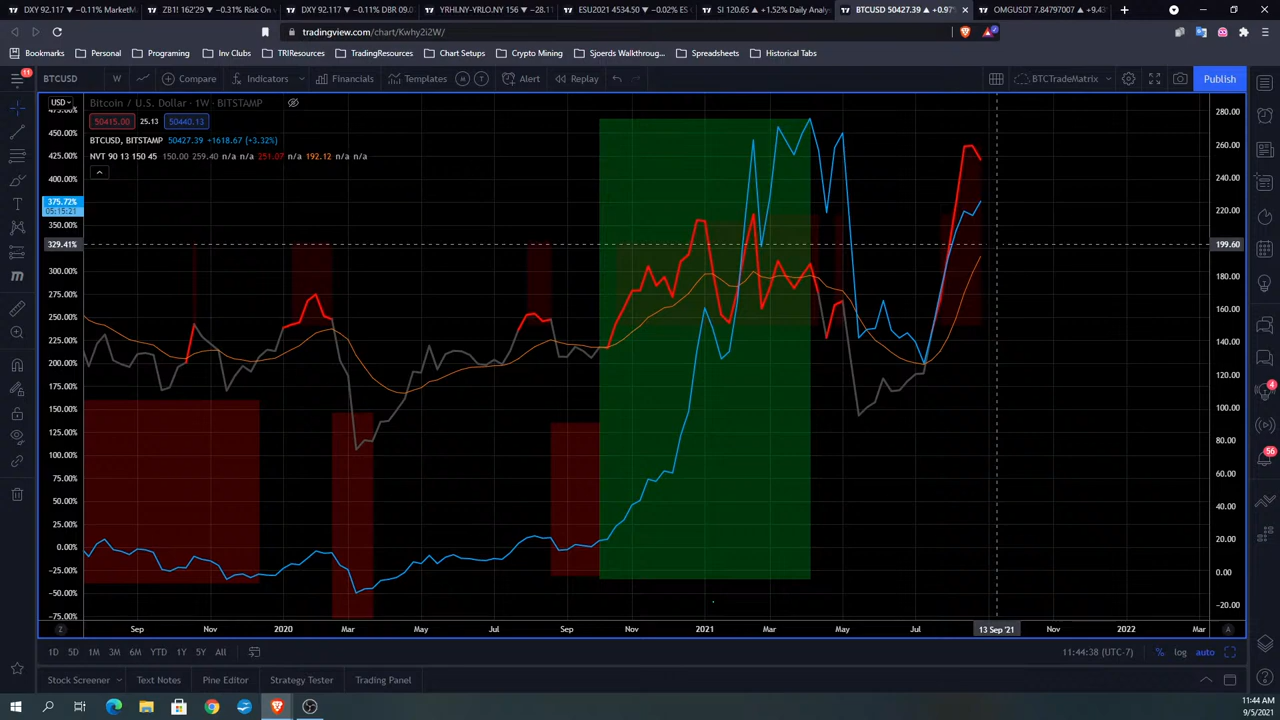 DXY 92.117 ▼ −0.11% MarketM
ZB1! 162'29 ▼ −0.31% Risk On
DXY 92.117 ▼ −0.11% DBR 09.0
YRHLNY-YRLO.NY 156 ▼ −28.11
ESU2021 4534.50 ▼ −0.02% ES
SI 120.65 ▲ +1.52% Daily Analys
BTCUSD 50427.39 ▲ +0.97
OMGUSDT 7.84797007 ▲ +9.43
tradingview.com/chart/Kwhy2i2W/
Bookmarks
Personal
Programing
Inv Clubs
TRIResources
TradingResources
Chart Setups
Crypto Mining
Sjoerds Walkthroug...
Spreadsheets
Historical Tabs
11
BTCUSD
W
Compare
Indicators
Financials
Templates
M
T
Alert
Replay
BTCTradeMatrix
Publish
USD
Bitcoin / U.S. Dollar · 1W · BITSTAMP
50415.00
25.13
50440.13
BTCUSD, BITSTAMP 50427.39 +1618.67 (+3.32%)
NVT 90 13 150 45 150.00 259.40 n/a n/a 251.07 n/a 192.12 n/a n/a
475.00%
450.00%
425.00%
400.00%
375.72%
05:15:21
350.00%
329.41%
300.00%
275.00%
250.00%
225.00%
200.00%
175.00%
150.00%
125.00%
100.00%
75.00%
50.00%
25.00%
0.00%
-25.00%
-50.00%
-75.00%
280.00
260.00
240.00
220.00
199.60
180.00
160.00
140.00
120.00
100.00
80.00
60.00
40.00
20.00
0.00
-20.00
4
56
Z
Sep
Nov
2020
Mar
May
Jul
Sep
Nov
2021
Mar
May
Jul
13 Sep '21
Nov
2022
Mar
A
1D
5D
1M
3M
6M
YTD
1Y
5Y
All
11:44:38 (UTC-7)
%
log
auto
Stock Screener
Text Notes
Pine Editor
Strategy Tester
Trading Panel
11:44 AM
9/5/2021